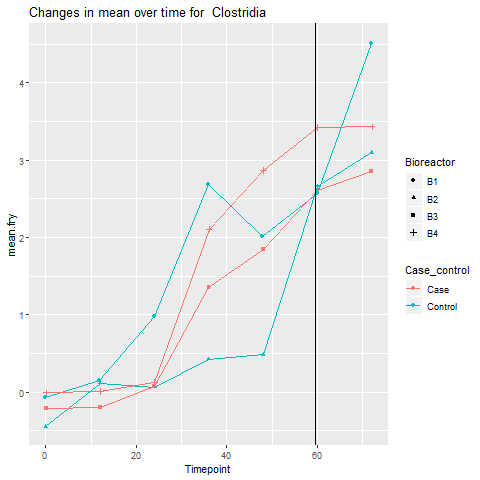 Changes in mean over time for  Clostridia
4
3
2
1
0
mean.fry
0
20
40
60
Timepoint
Bioreactor
B1
B2
B3
B4
Case_control
Case
Control